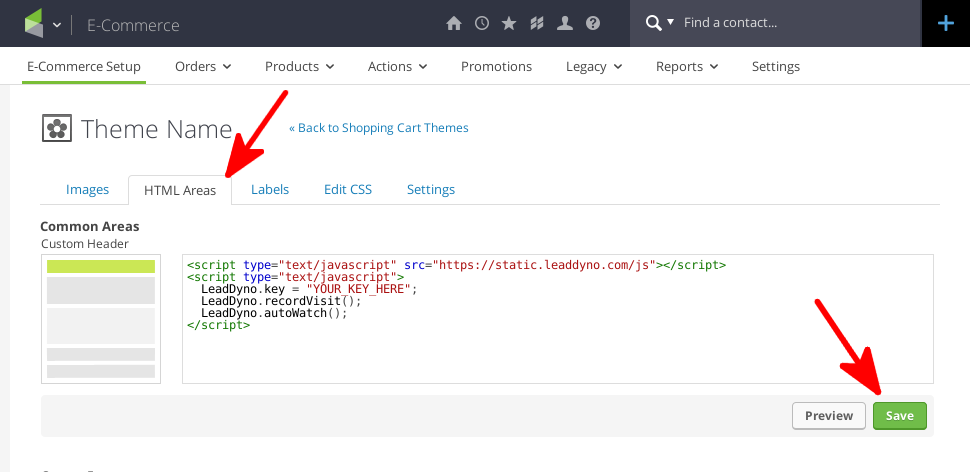 E-Commerce
Find a contact...
E-Commerce Setup Orders Products Actions Promotions Legacy Reports Settings
Theme Name
« Back to Shopping Cart Themes
Images HTML Areas Labels Edit CSS Settings
Common Areas
Custom Header
<script type="text/javascript" src="https://static.leaddyno.com/js"></script>
<script type="text/javascript">
  LeadDyno.key = "YOUR_KEY_HERE";
  LeadDyno.recordVisit();
  LeadDyno.autoWatch();
</script>
Preview Save